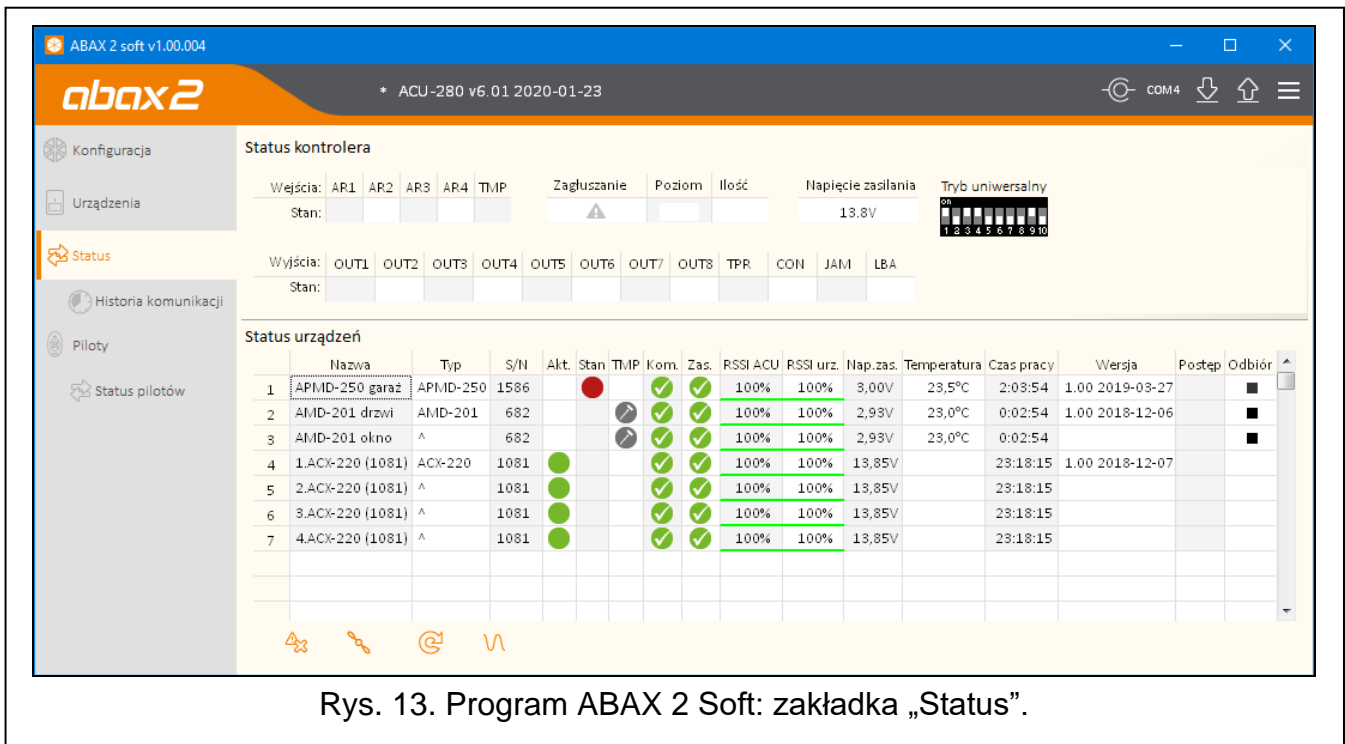 ABAX 2 soft v1.00.004
abax2
* ACU-280 v6.01 2020-01-23
COM4
Konfiguracja
Urządzenia
Status
Historia komunikacji
Piloty
Status pilotów
Status kontrolera
Wejścia: AR1 AR2 AR3 AR4 TMP Zagłuszanie Poziom Ilość Napięcie zasilania Tryb uniwersalny
Stan: 13.8V
on
1 2 3 4 5 6 7 8 9 10
Wyjścia: OUT1 OUT2 OUT3 OUT4 OUT5 OUT6 OUT7 OUT8 TPR CON JAM LBA
Stan:
Status urządzeń
Nazwa Typ S/N Akt. Stan TMP Kom. Zas. RSSI ACU RSSI urz. Nap.zas. Temperatura Czas pracy Wersja Postęp Odbiór
1 APMD-250 garaż APMD-250 1586 100% 100% 3,00V 23,5°C 2:03:54 1.00 2019-03-27
2 AMD-201 drzwi AMD-201 682 100% 100% 2,93V 23,0°C 0:02:54 1.00 2018-12-06
3 AMD-201 okno ^ 682 100% 100% 2,93V 23,0°C 0:02:54
4 1.ACX-220 (1081) ACX-220 1081 100% 100% 13,85V 23:18:15 1.00 2018-12-07
5 2.ACX-220 (1081) ^ 1081 100% 100% 13,85V 23:18:15
6 3.ACX-220 (1081) ^ 1081 100% 100% 13,85V 23:18:15
7 4.ACX-220 (1081) ^ 1081 100% 100% 13,85V 23:18:15
Rys. 13. Program ABAX 2 Soft: zakładka „Status”.